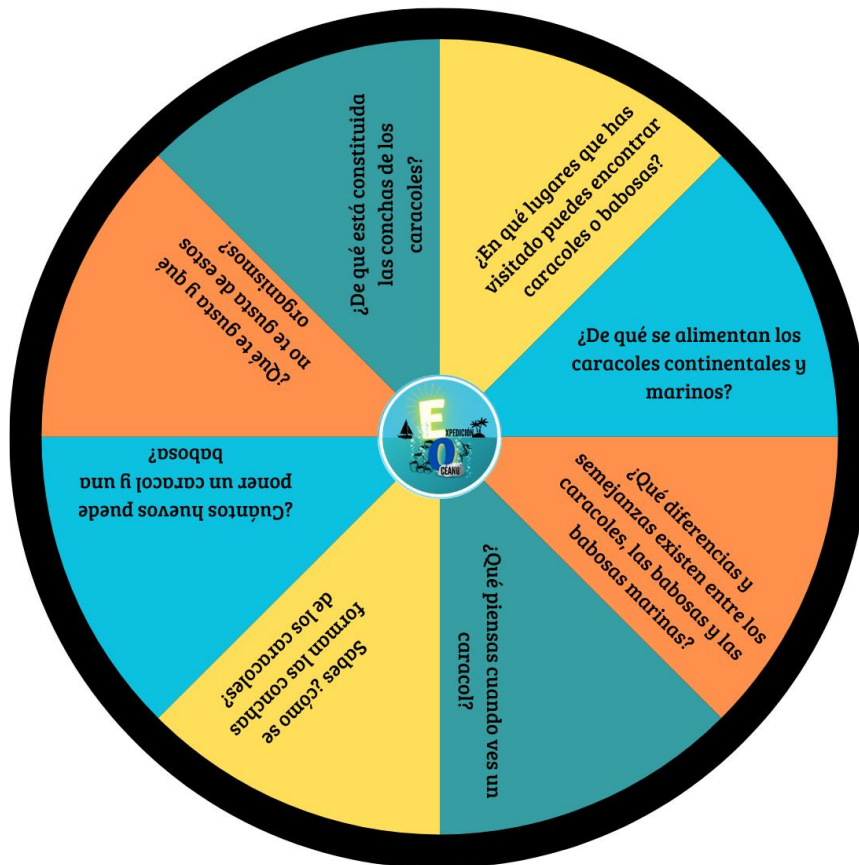 ¿De qué está constituida
las conchas de los
caracoles?
¿En qué lugares que has
visitado puedes encontrar
caracoles o babosas?
¿De qué se alimentan los
caracoles continentales y
marinos?
¿Qué diferencias y
semejanzas existen entre los
caracoles, las babosas y las
babosas marinas?
¿Qué piensas cuando ves un
caracol?
Sabes ¿cómo se
forman las conchas
de los caracoles?
¿Cuántos huevos puede
poner un caracol y una
babosa?
¿Qué te gusta y qué
no te gusta de estos
organismos?
EXPEDICIÓN
OCEANO